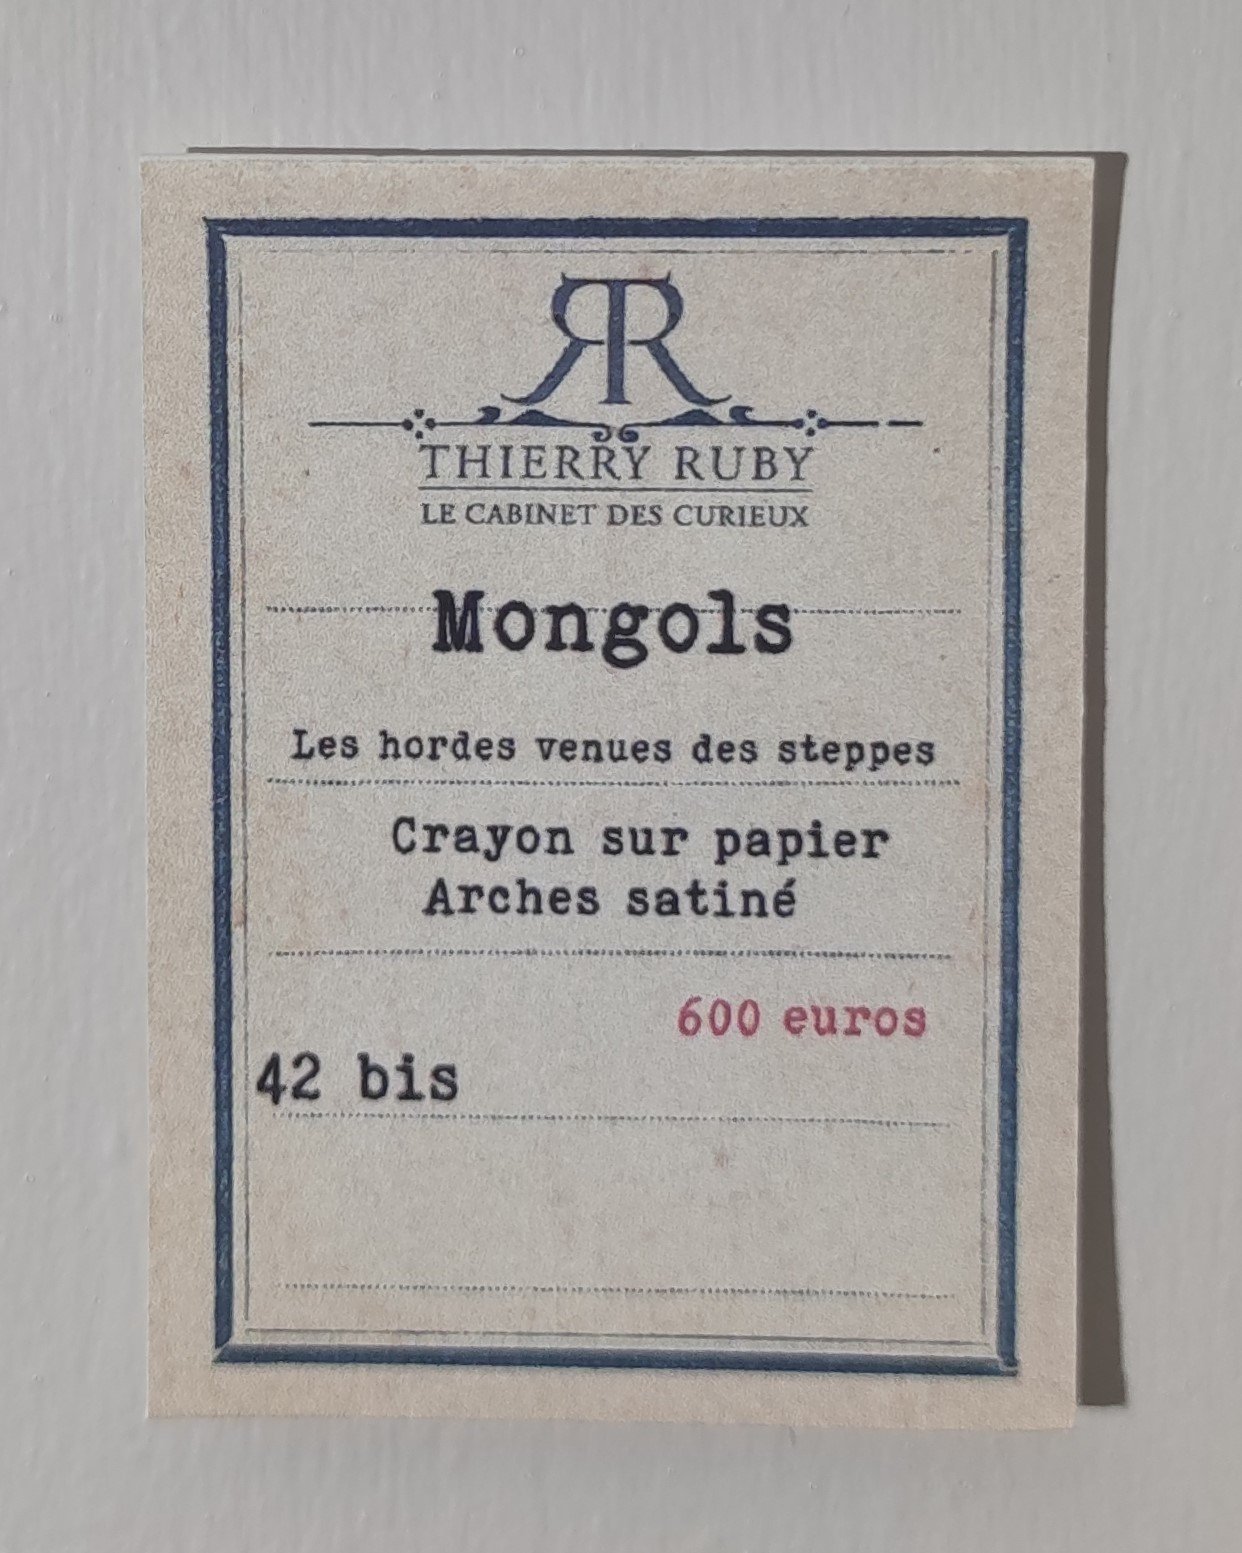 THIERRY RUBY
LE CABINET DES CURIEUX
Mongols
Les hordes venues des steppes
Crayon sur papier
Arches satiné
600 euros
42 bis